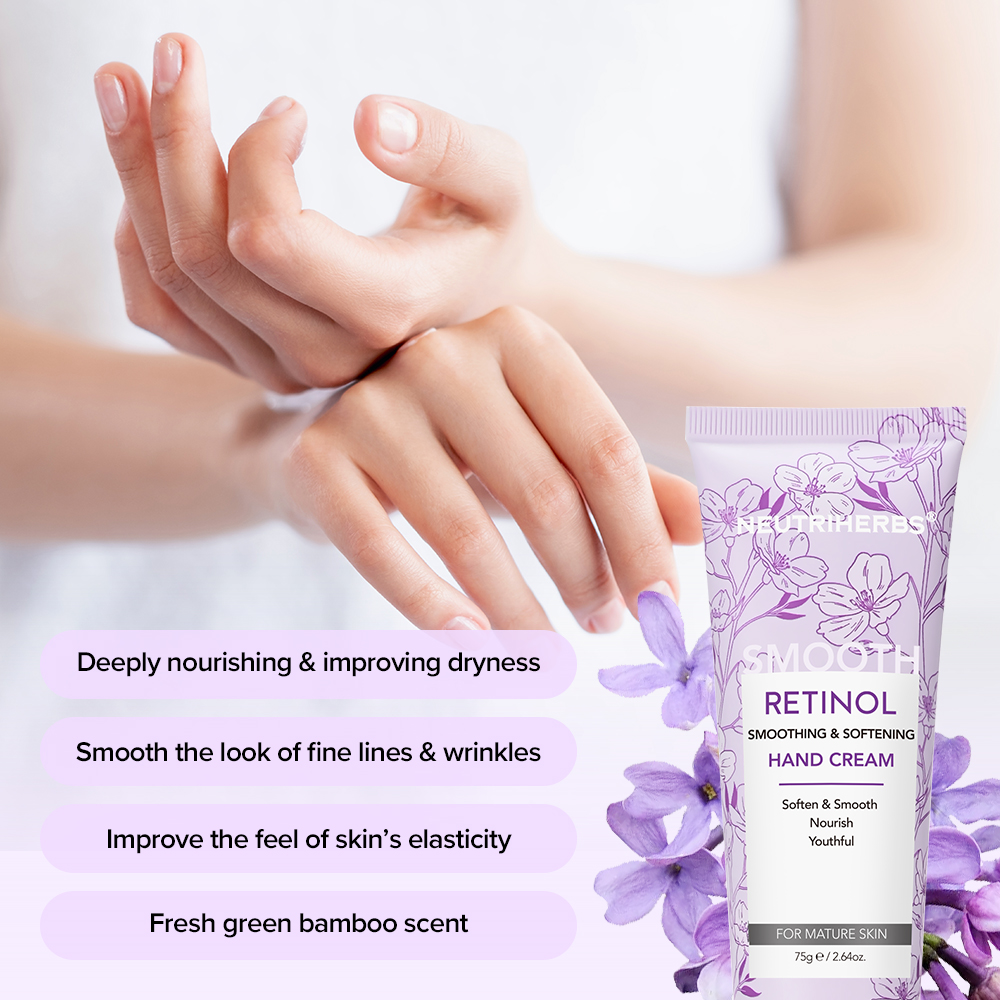 Deeply nourishing & improving dryness
Smooth the look of fine lines & wrinkles
Improve the feel of skin’s elasticity
Fresh green bamboo scent
NEUTRIHERBS®
SMOOTH
RETINOL
SMOOTHING & SOFTENING
HAND CREAM
Soften & Smooth
Nourish
Youthful
FOR MATURE SKIN
75g e / 2.64oz.